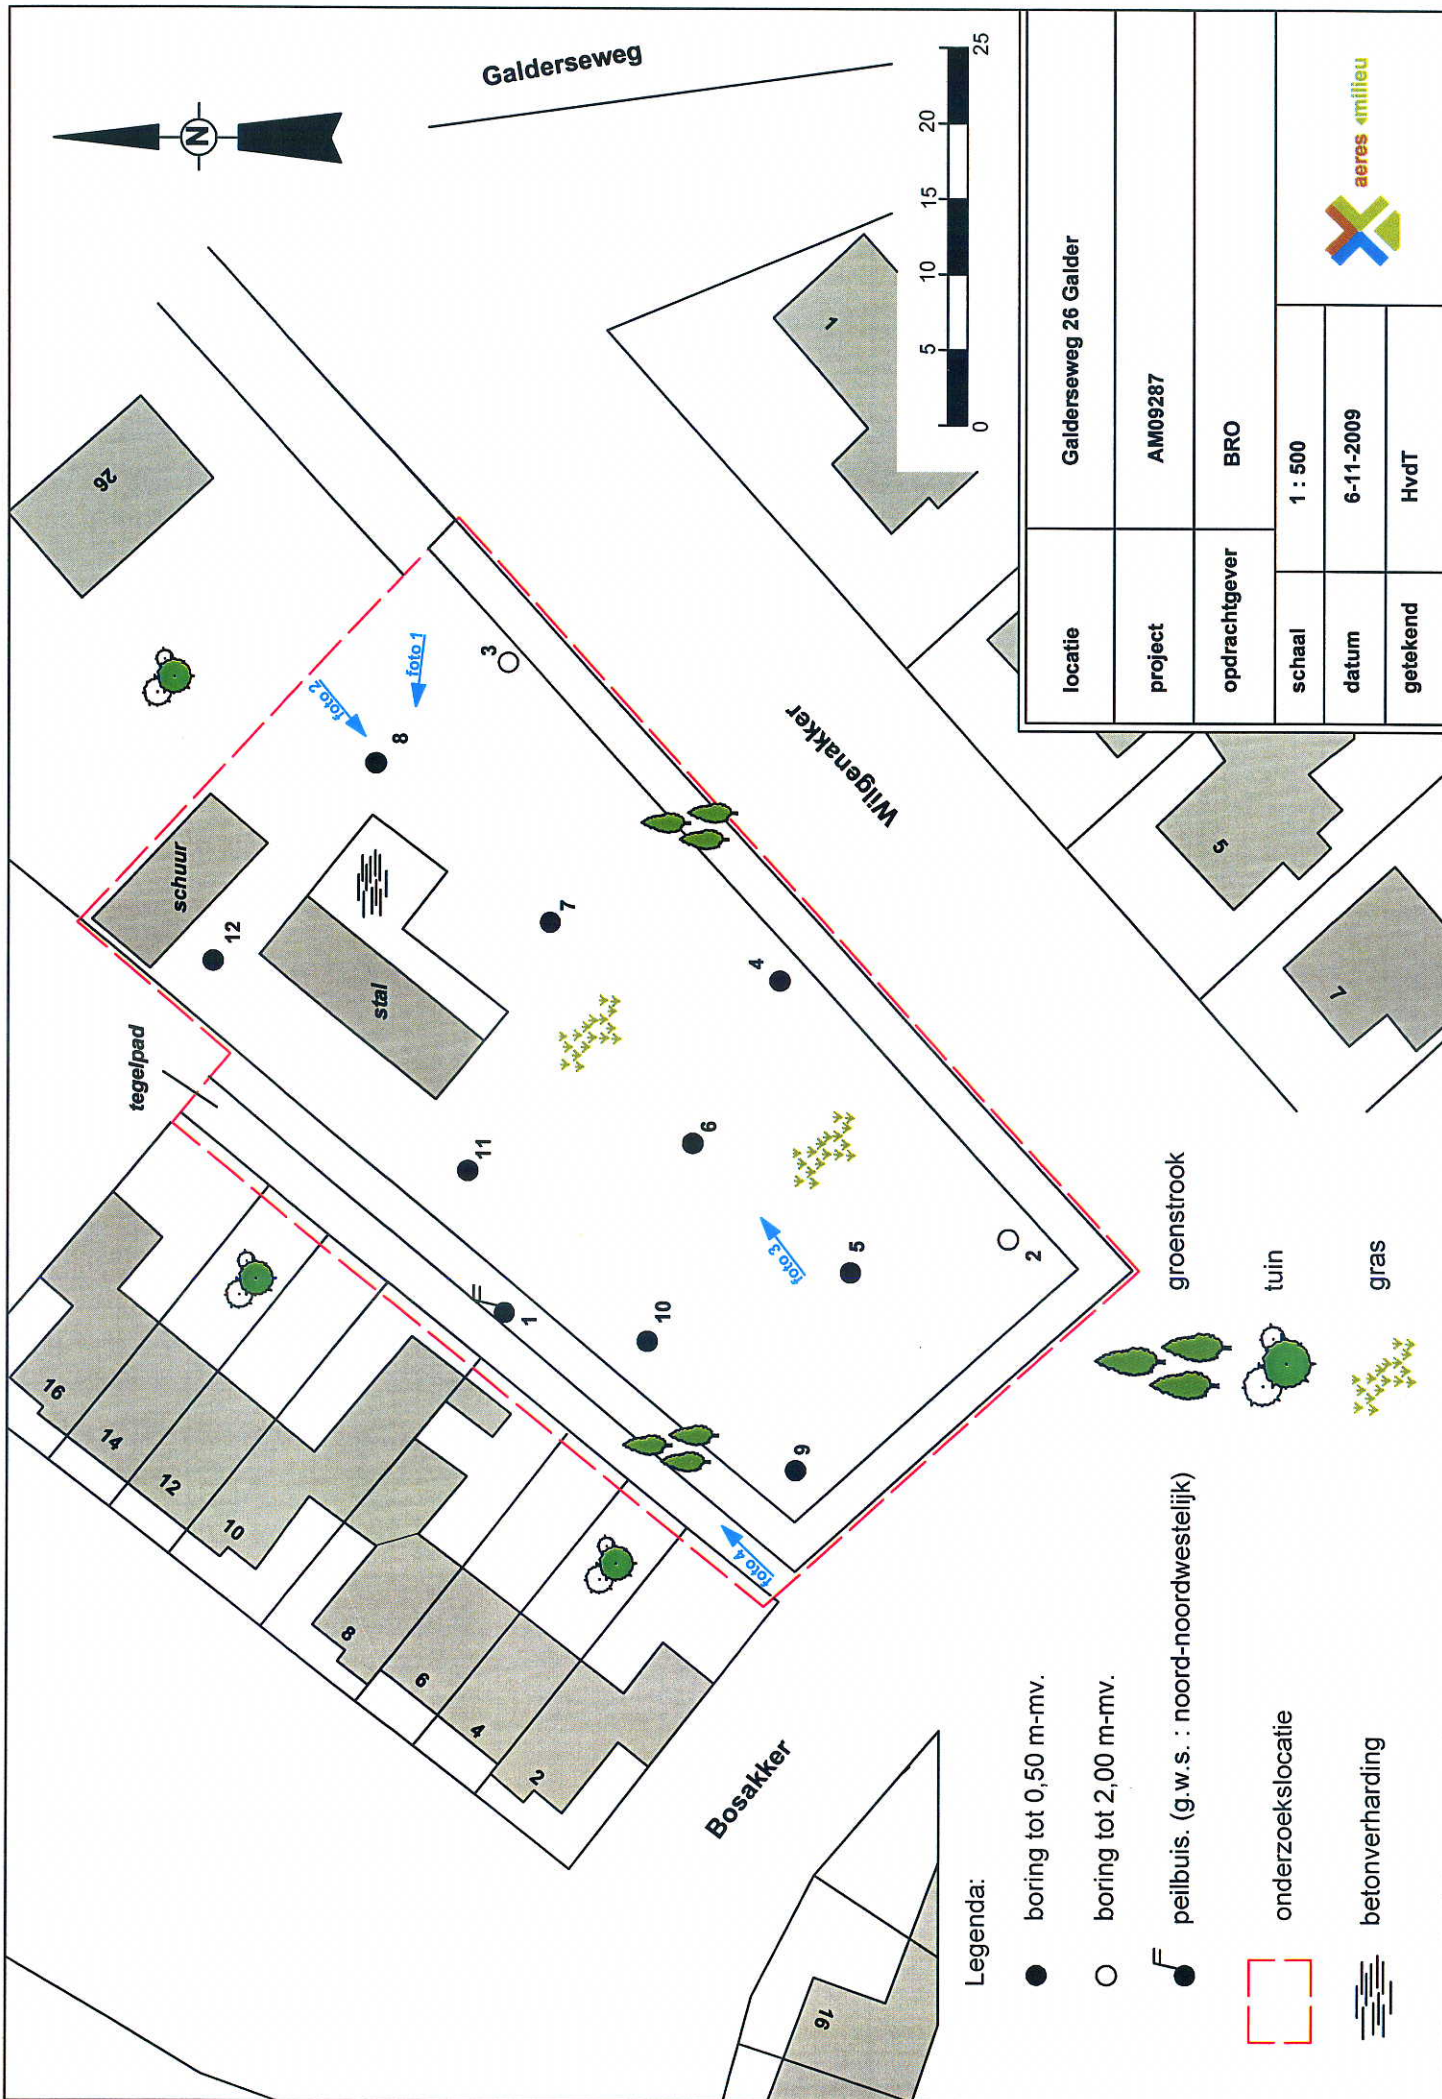 Galderseweg
N
26
schuur
12
stal
tegelpad
foto 2
foto 1
8
3
7
4
11
6
foto 3
5
2
10
1
9
foto 4
16
14
12
10
8
6
4
2
Wilgenakker
1
5
7
Bosakker
16
0 5 10 15 20 25
Legenda:
boring tot 0,50 m-mv.
boring tot 2,00 m-mv.
peilbuis. (g.w.s. : noord-noordwestelijk)
onderzoekslocatie
betonverharding
groenstrook
tuin
gras
locatie Galderseweg 26 Galder
project AM09287
opdrachtgever BRO
schaal 1 : 500
datum 6-11-2009
getekend HvdT
aeres milieu